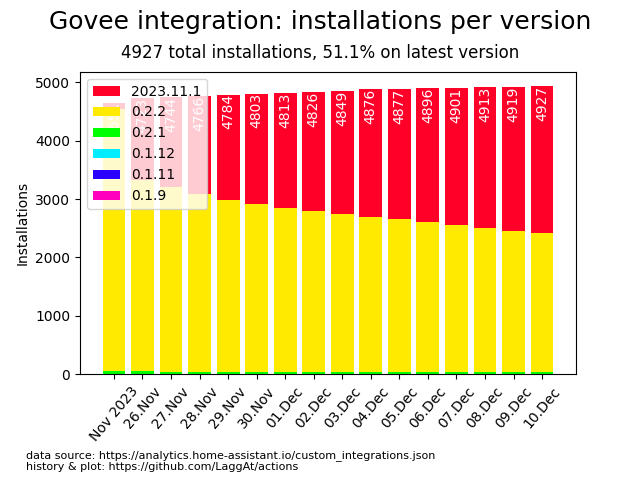 Govee integration: installations per version
4927 total installations, 51.1% on latest version
Installations
5000
4000
3000
2000
1000
0
2023.11.1
0.2.2
0.2.1
0.1.12
0.1.11
0.1.9
4744
4766
4784
4803
4813
4826
4849
4876
4877
4896
4901
4913
4919
4927
Nov 2023
26.Nov
27.Nov
28.Nov
29.Nov
30.Nov
01.Dec
02.Dec
03.Dec
04.Dec
05.Dec
06.Dec
07.Dec
08.Dec
09.Dec
10.Dec
data source: https://analytics.home-assistant.io/custom_integrations.json
history & plot: https://github.com/LaggAt/actions